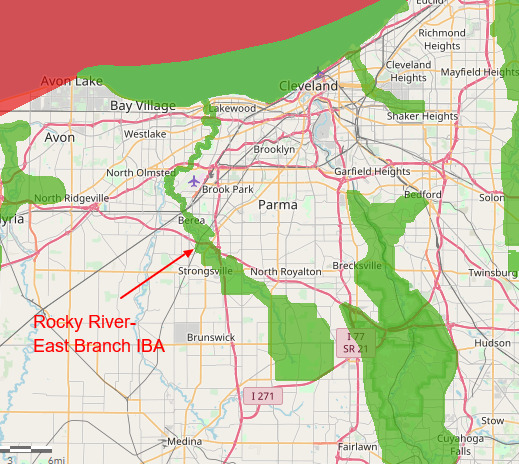 Euclid
Richmond
Heights
Cleveland
Heights
Mayfield Heights
Avon Lake
Cleveland
Bay Village
Lakewood
Shaker Heights
Avon
Westlake
Brooklyn
North Olmsted
Garfield Heights
Brook Park
Bedford
Solon
North Ridgeville
Parma
yria
Berea
Strongsville
North Royalton
Brecksville
Twinsburg
Rocky River-
East Branch IBA
Brunswick
I 77
SR 21
Hudson
I 271
Stow
Medina
Fairlawn
Cuyahoga
Falls
3
6mi